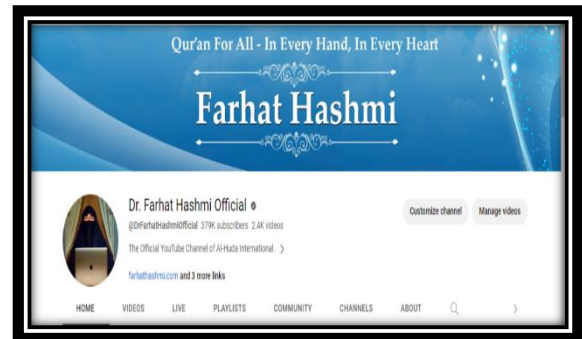 Qur'an For All - In Every Hand, In Every Heart
Farhat Hashmi
Dr. Farhat Hashmi Official
@DrFarhatHashmiOfficial 379K subscribers 2.4K videos
Customize channel Manage videos
The Official YouTube Channel of Al-Huda International. >
farhathashmi.com and 3 more links
HOME VIDEOS LIVE PLAYLISTS COMMUNITY CHANNELS ABOUT >